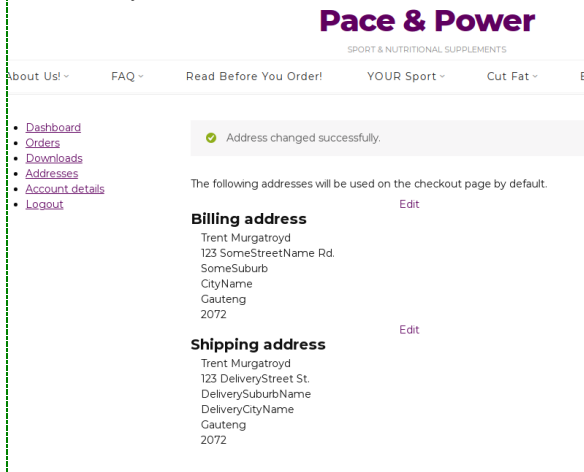 Pace & Power
SPORT & NUTRITIONAL SUPPLEMENTS
About Us!
FAQ
Read Before You Order!
YOUR Sport
Cut Fat
Dashboard
Orders
Downloads
Addresses
Account details
Logout
Address changed successfully.
The following addresses will be used on the checkout page by default.
Edit
Billing address
Trent Murgatroyd
123 SomeStreetName Rd.
SomeSuburb
CityName
Gauteng
2072
Edit
Shipping address
Trent Murgatroyd
123 DeliveryStreet St.
DeliverySuburbName
DeliveryCityName
Gauteng
2072